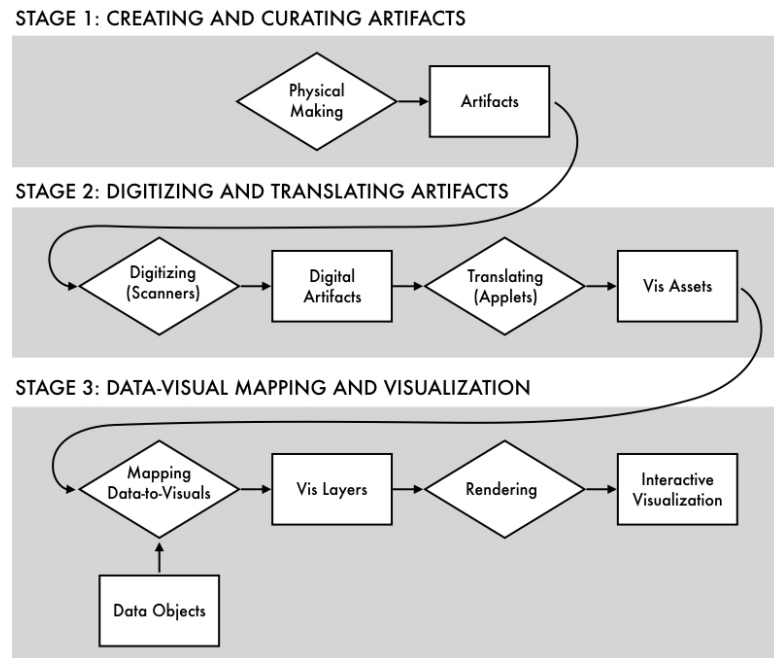 STAGE 1: CREATING AND CURATING ARTIFACTS
Physical
Making
Artifacts
STAGE 2: DIGITIZING AND TRANSLATING ARTIFACTS
Digitizing
(Scanners)
Digital
Artifacts
Translating
(Applets)
Vis Assets
STAGE 3: DATA-VISUAL MAPPING AND VISUALIZATION
Mapping
Data-to-Visuals
Vis Layers
Rendering
Interactive
Visualization
Data Objects